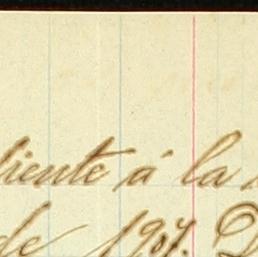 diente á la
de 1907. D